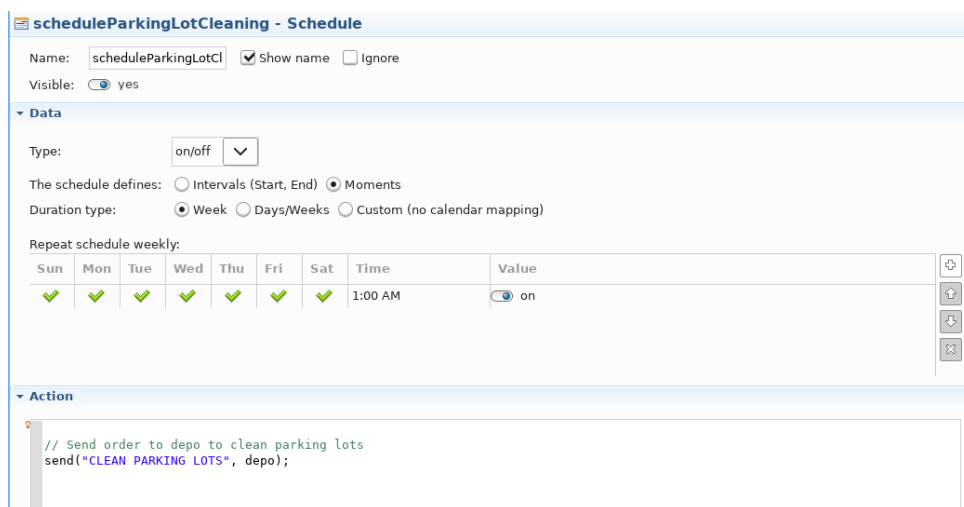 scheduleParkingLotCleaning - Schedule
Name: scheduleParkingLotCl Show name Ignore
Visible: yes
Data
Type: on/off
The schedule defines: Intervals (Start, End) Moments
Duration type: Week Days/Weeks Custom (no calendar mapping)
Repeat schedule weekly:
Sun Mon Tue Wed Thu Fri Sat Time Value
1:00 AM on
Action
// Send order to depo to clean parking lots
send("CLEAN PARKING LOTS", depo);